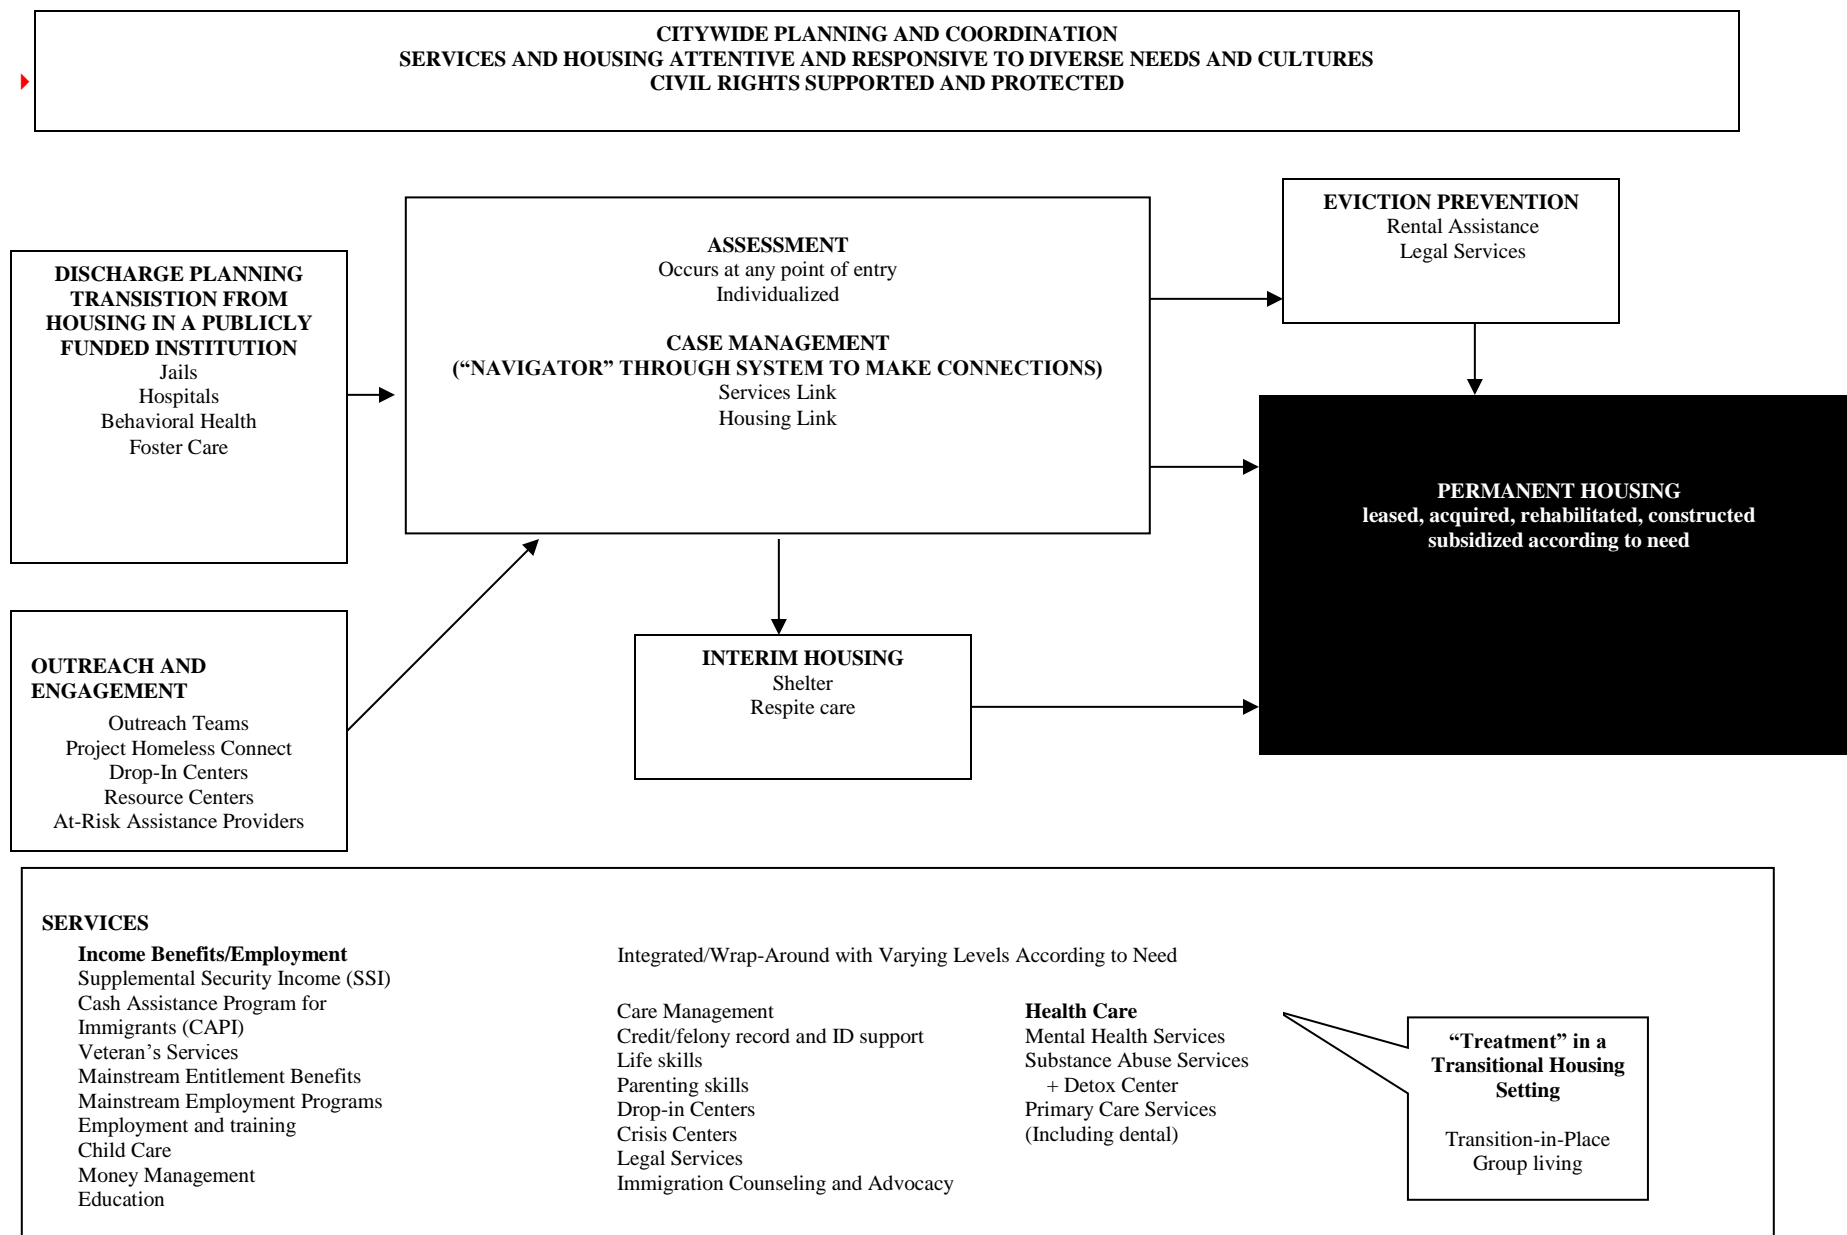 CITYWIDE PLANNING AND COORDINATION
SERVICES AND HOUSING ATTENTIVE AND RESPONSIVE TO DIVERSE NEEDS AND CULTURES
CIVIL RIGHTS SUPPORTED AND PROTECTED
DISCHARGE PLANNING
TRANSISTION FROM
HOUSING IN A PUBLICLY
FUNDED INSTITUTION
Jails
Hospitals
Behavioral Health
Foster Care
ASSESSMENT
Occurs at any point of entry
Individualized
CASE MANAGEMENT
(“NAVIGATOR” THROUGH SYSTEM TO MAKE CONNECTIONS)
Services Link
Housing Link
EVICTION PREVENTION
Rental Assistance
Legal Services
PERMANENT HOUSING
leased, acquired, rehabilitated, constructed
subsidized according to need
OUTREACH AND
ENGAGEMENT
Outreach Teams
Project Homeless Connect
Drop-In Centers
Resource Centers
At-Risk Assistance Providers
INTERIM HOUSING
Shelter
Respite care
SERVICES
Income Benefits/Employment
Supplemental Security Income (SSI)
Cash Assistance Program for
Immigrants (CAPI)
Veteran’s Services
Mainstream Entitlement Benefits
Mainstream Employment Programs
Employment and training
Child Care
Money Management
Education
Integrated/Wrap-Around with Varying Levels According to Need
Care Management
Credit/felony record and ID support
Life skills
Parenting skills
Drop-in Centers
Crisis Centers
Legal Services
Immigration Counseling and Advocacy
Health Care
Mental Health Services
Substance Abuse Services
+ Detox Center
Primary Care Services
(Including dental)
“Treatment” in a
Transitional Housing
Setting
Transition-in-Place
Group living